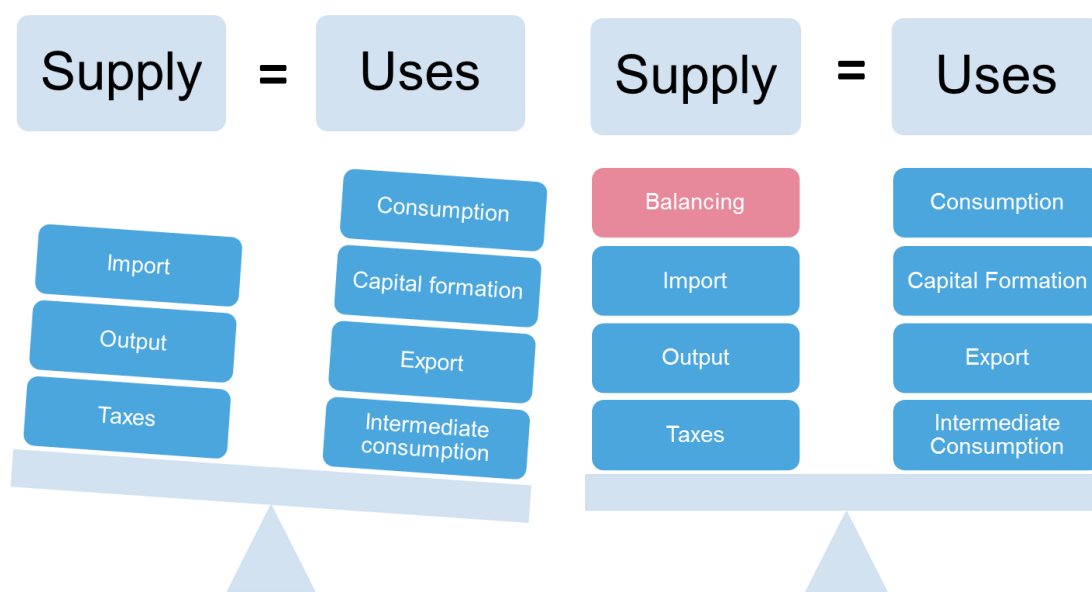 Supply = Uses
Import
Output
Taxes
Consumption
Capital formation
Export
Intermediate
consumption
Supply = Uses
Balancing
Import
Output
Taxes
Consumption
Capital Formation
Export
Intermediate
Consumption